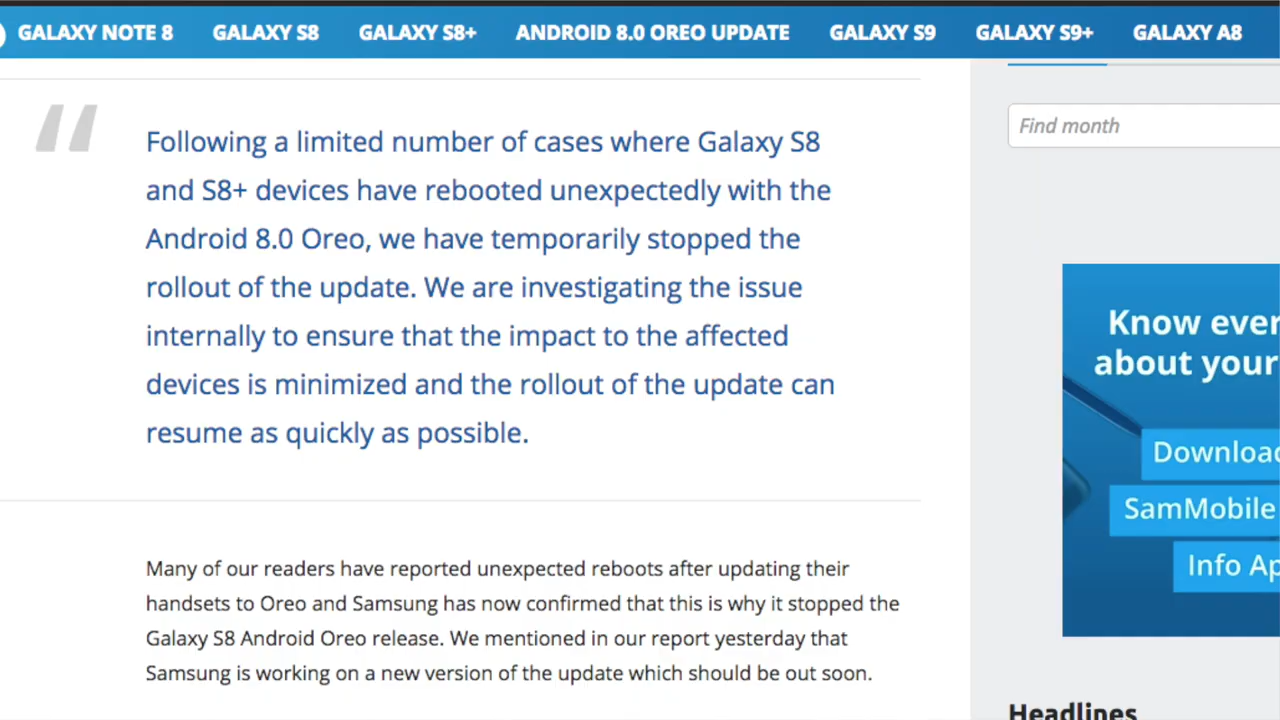 GALAXY NOTE 8 GALAXY S8 GALAXY S8+ ANDROID 8.0 OREO UPDATE GALAXY S9 GALAXY S9+ GALAXY A8
Following a limited number of cases where Galaxy S8
and S8+ devices have rebooted unexpectedly with the
Android 8.0 Oreo, we have temporarily stopped the
rollout of the update. We are investigating the issue
internally to ensure that the impact to the affected
devices is minimized and the rollout of the update can
resume as quickly as possible.
Many of our readers have reported unexpected reboots after updating their
handsets to Oreo and Samsung has now confirmed that this is why it stopped the
Galaxy S8 Android Oreo release. We mentioned in our report yesterday that
Samsung is working on a new version of the update which should be out soon.
Find month
Know ever
about your
Download
SamMobile
Info Ap
Headlines